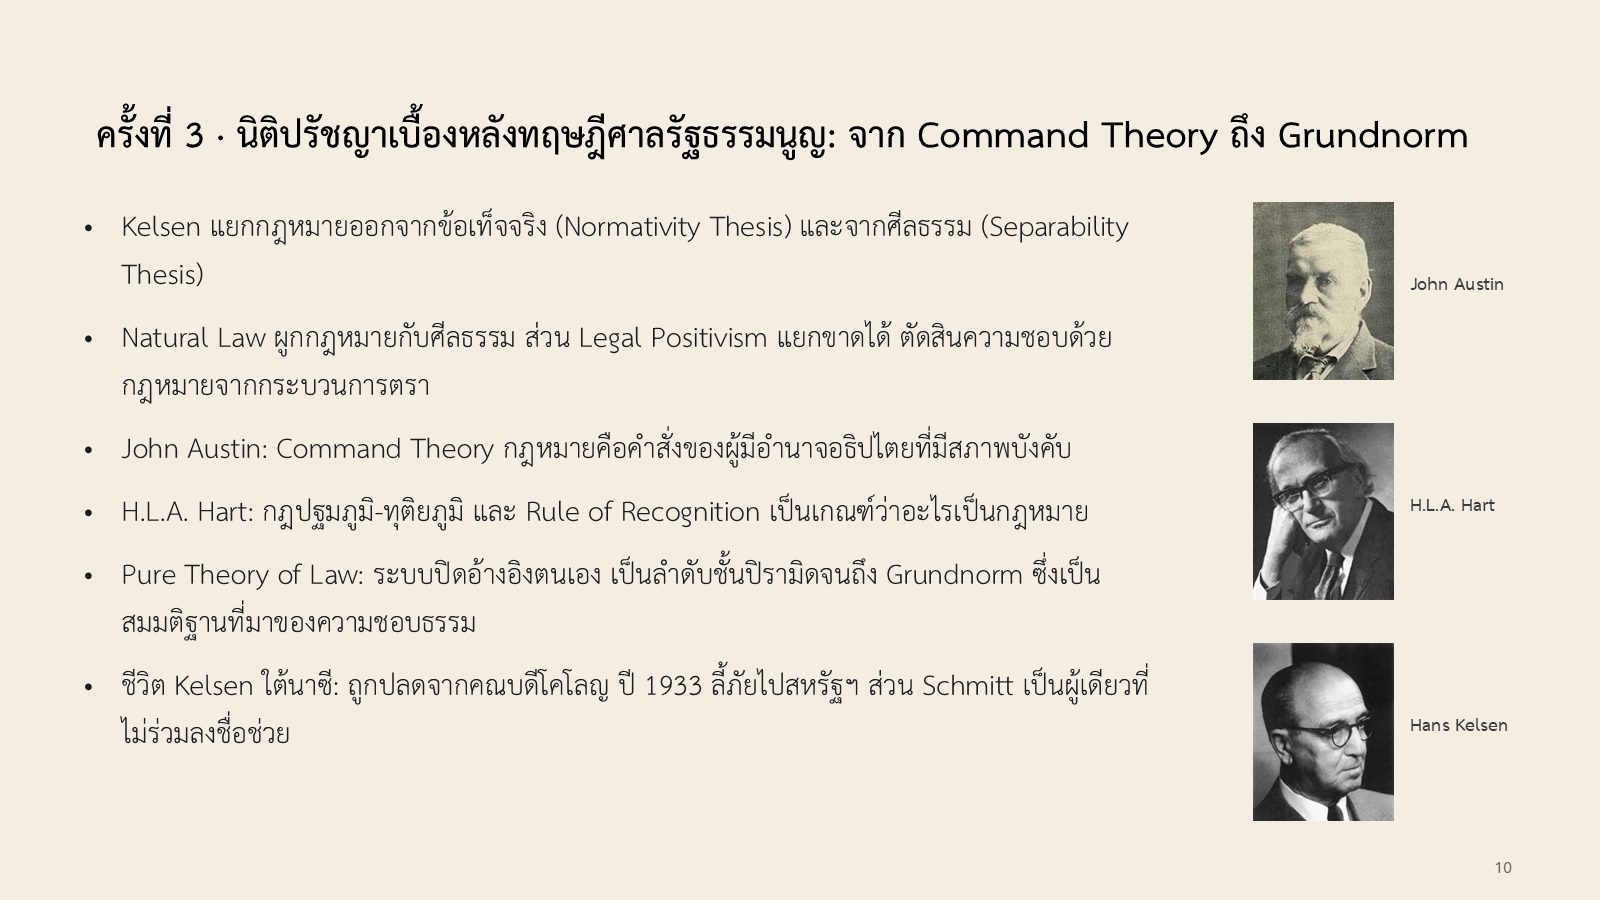 ครั้งที่ 3 · นิติปรัชญาเบื้องหลังทฤษฎีศาลรัฐธรรมนูญ: จาก Command Theory ถึง Grundnorm
• Kelsen แยกกฎหมายออกจากข้อเท็จจริง (Normativity Thesis) และจากศีลธรรม (Separability
Thesis)
• Natural Law ผูกกฎหมายกับศีลธรรม ส่วน Legal Positivism แยกขาดได้ ตัดสินความชอบด้วย
กฎหมายจากกระบวนการตรา
• John Austin: Command Theory กฎหมายคือคำสั่งของผู้มีอำนาจอธิปไตยที่มีสภาพบังคับ
• H.L.A. Hart: กฎปฐมภูมิ-ทุติยภูมิ และ Rule of Recognition เป็นเกณฑ์ว่าอะไรเป็นกฎหมาย
• Pure Theory of Law: ระบบปิดอ้างอิงตนเอง เป็นลำดับชั้นปิรามิดจนถึง Grundnorm ซึ่งเป็น
สมมติฐานที่มาของความชอบธรรม
• ชีวิต Kelsen ใต้นาซี: ถูกปลดจากคณบดีโคโลญ ปี 1933 ลี้ภัยไปสหรัฐฯ ส่วน Schmitt เป็นผู้เดียวที่
ไม่ร่วมลงชื่อช่วย
John Austin
H.L.A. Hart
Hans Kelsen
10